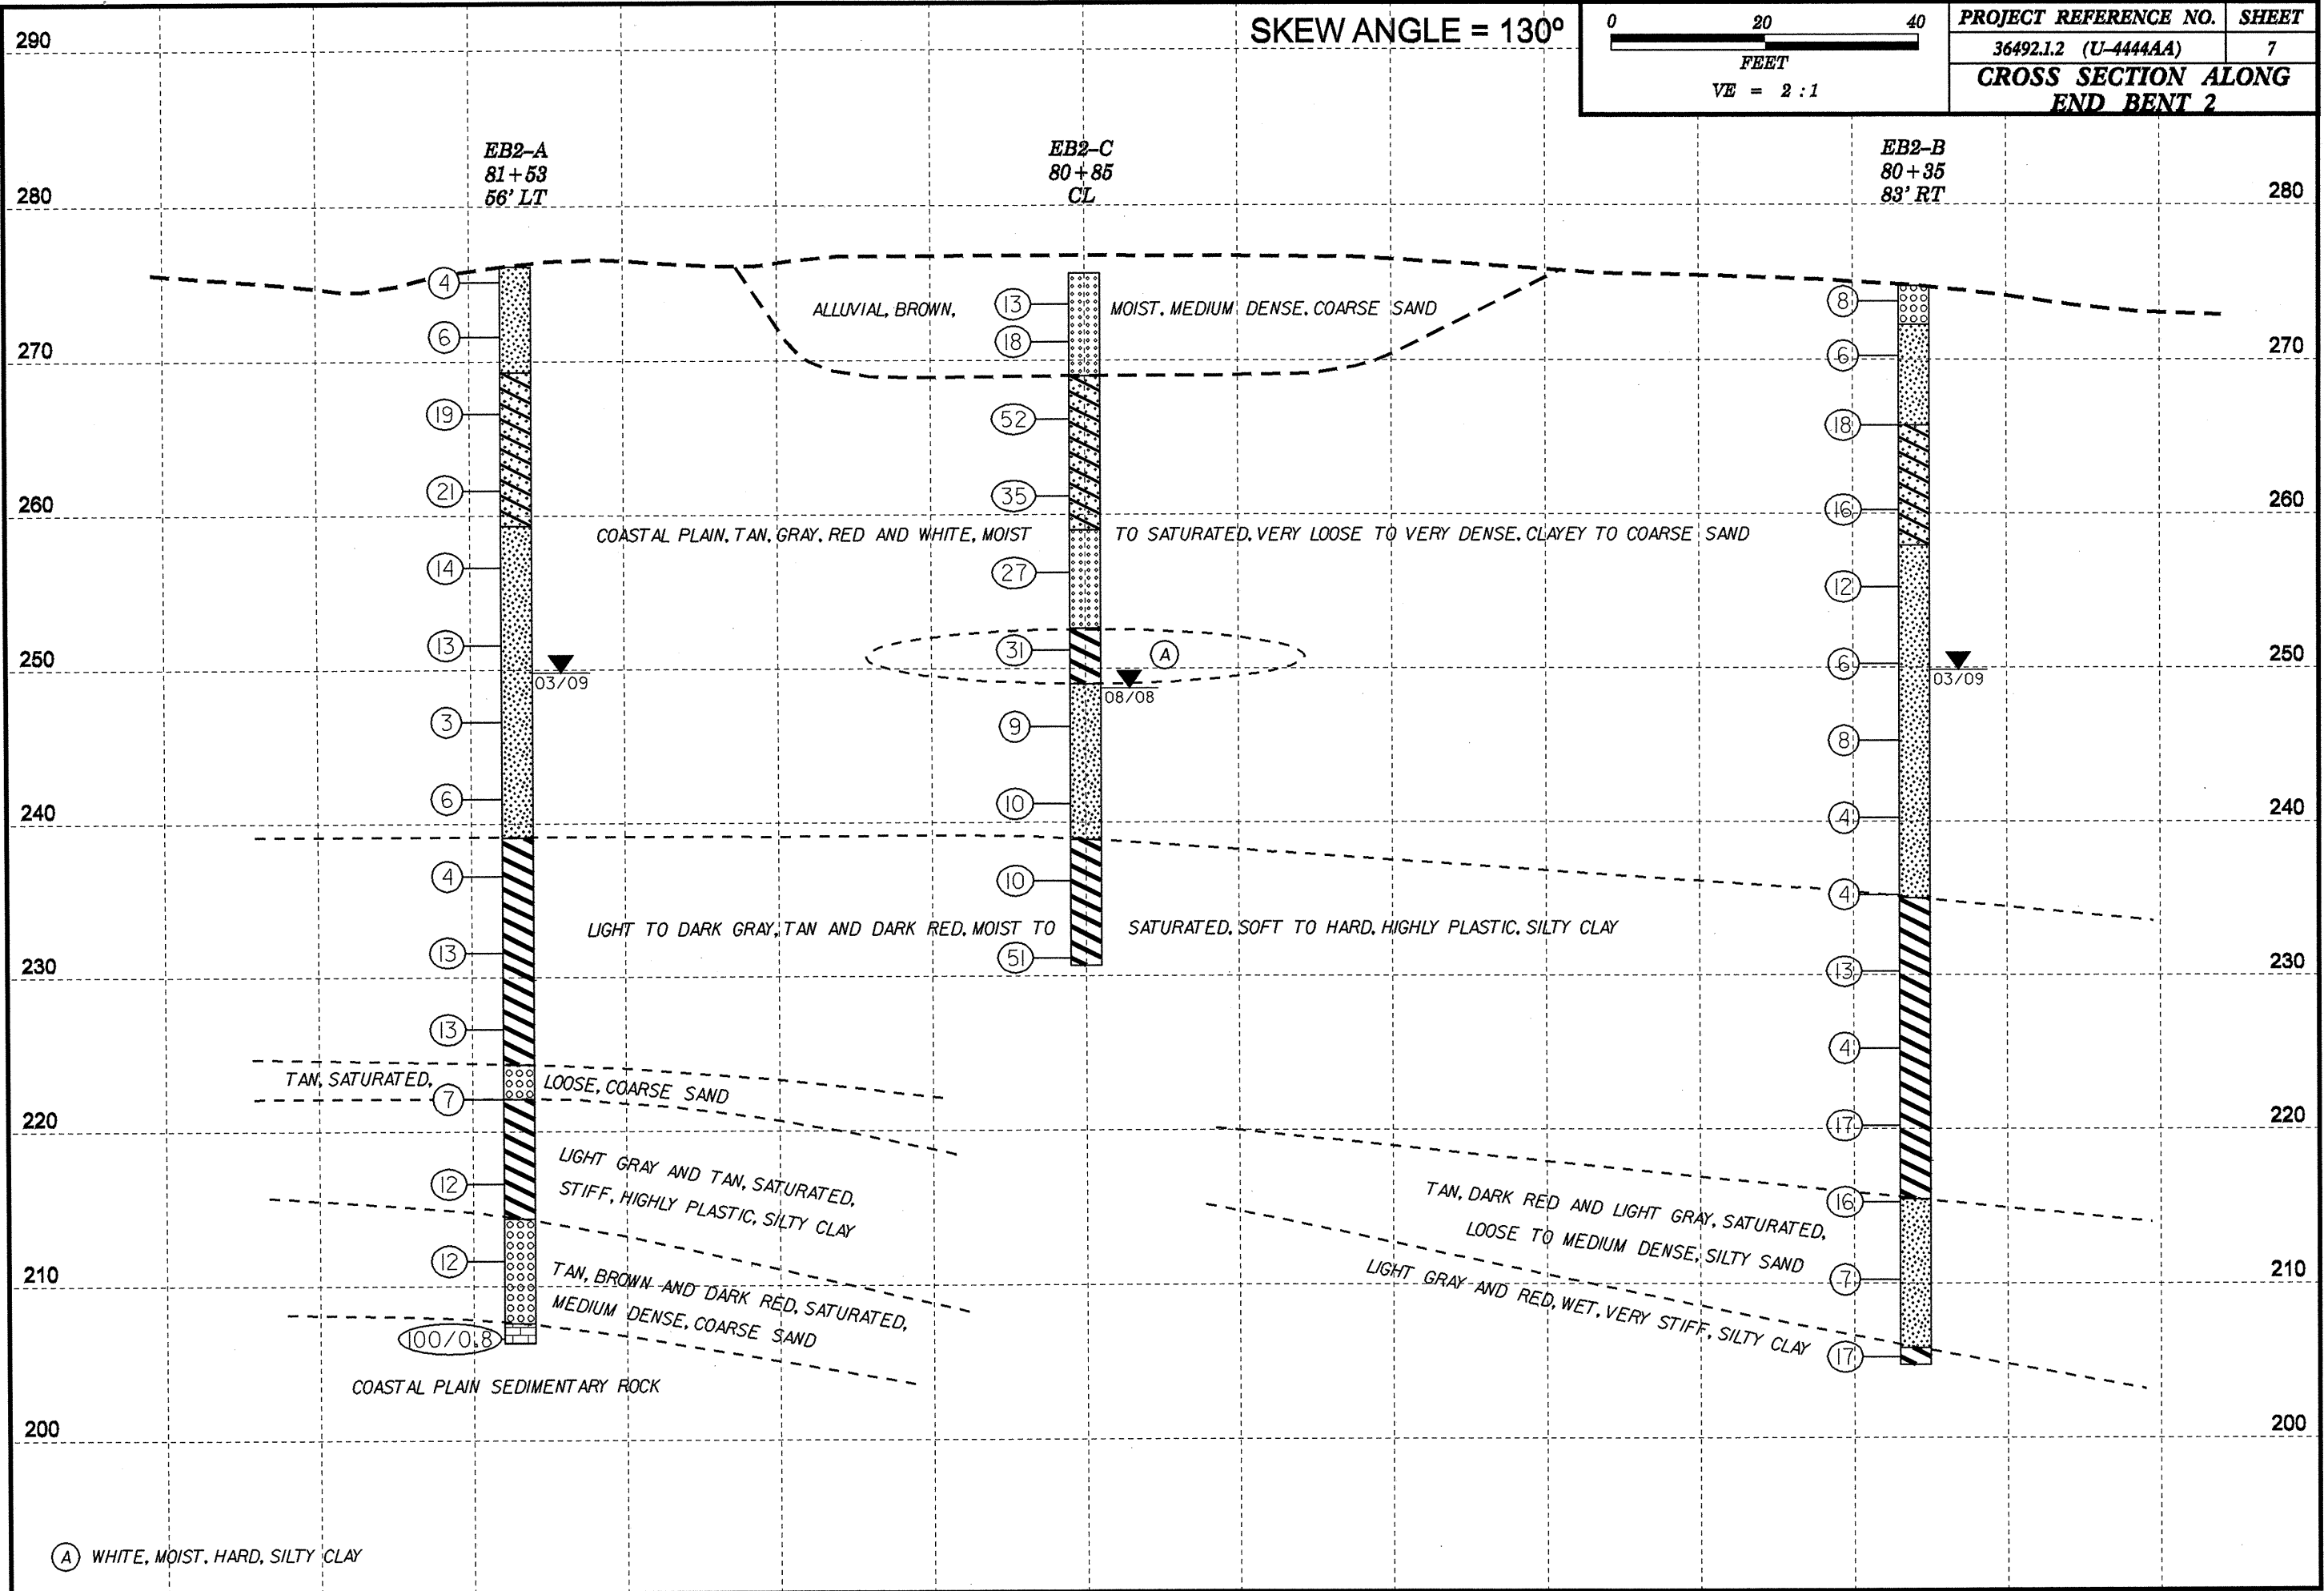 SKEW ANGLE = 130º
0 20 40
FEET
VE = 2 : 1
PROJECT REFERENCE NO. SHEET
36492.1.2 (U-4444AA) 7
CROSS SECTION ALONG
END BENT 2
290
EB2-A
81+53
56' LT
EB2-C
80+85
CL
EB2-B
80+35
83' RT
280 280
4
8
ALLUVIAL, BROWN, 13 MOIST, MEDIUM DENSE, COARSE SAND
6 18
6
270 270
19 52 18
21 35 16
260 260
COASTAL PLAIN, TAN, GRAY, RED AND WHITE, MOIST TO SATURATED, VERY LOOSE TO VERY DENSE, CLAYEY TO COARSE SAND
14 27 12
13 31 A 6
250 250
03/09 08/08 03/09
3 9 8
6 10 4
240 240
4 10 4
LIGHT TO DARK GRAY, TAN AND DARK RED, MOIST TO SATURATED, SOFT TO HARD, HIGHLY PLASTIC, SILTY CLAY
13 51 13
230 230
13 4
TAN, SATURATED, LOOSE, COARSE SAND
7 17
220 220
LIGHT GRAY AND TAN, SATURATED,
STIFF, HIGHLY PLASTIC, SILTY CLAY
12 16
TAN, DARK RED AND LIGHT GRAY, SATURATED,
LOOSE TO MEDIUM DENSE, SILTY SAND
12 7
210 210
TAN, BROWN AND DARK RED, SATURATED,
MEDIUM DENSE, COARSE SAND
LIGHT GRAY AND RED, WET, VERY STIFF, SILTY CLAY
100/0.8 17
COASTAL PLAIN SEDIMENTARY ROCK
200 200
A WHITE, MOIST, HARD, SILTY CLAY